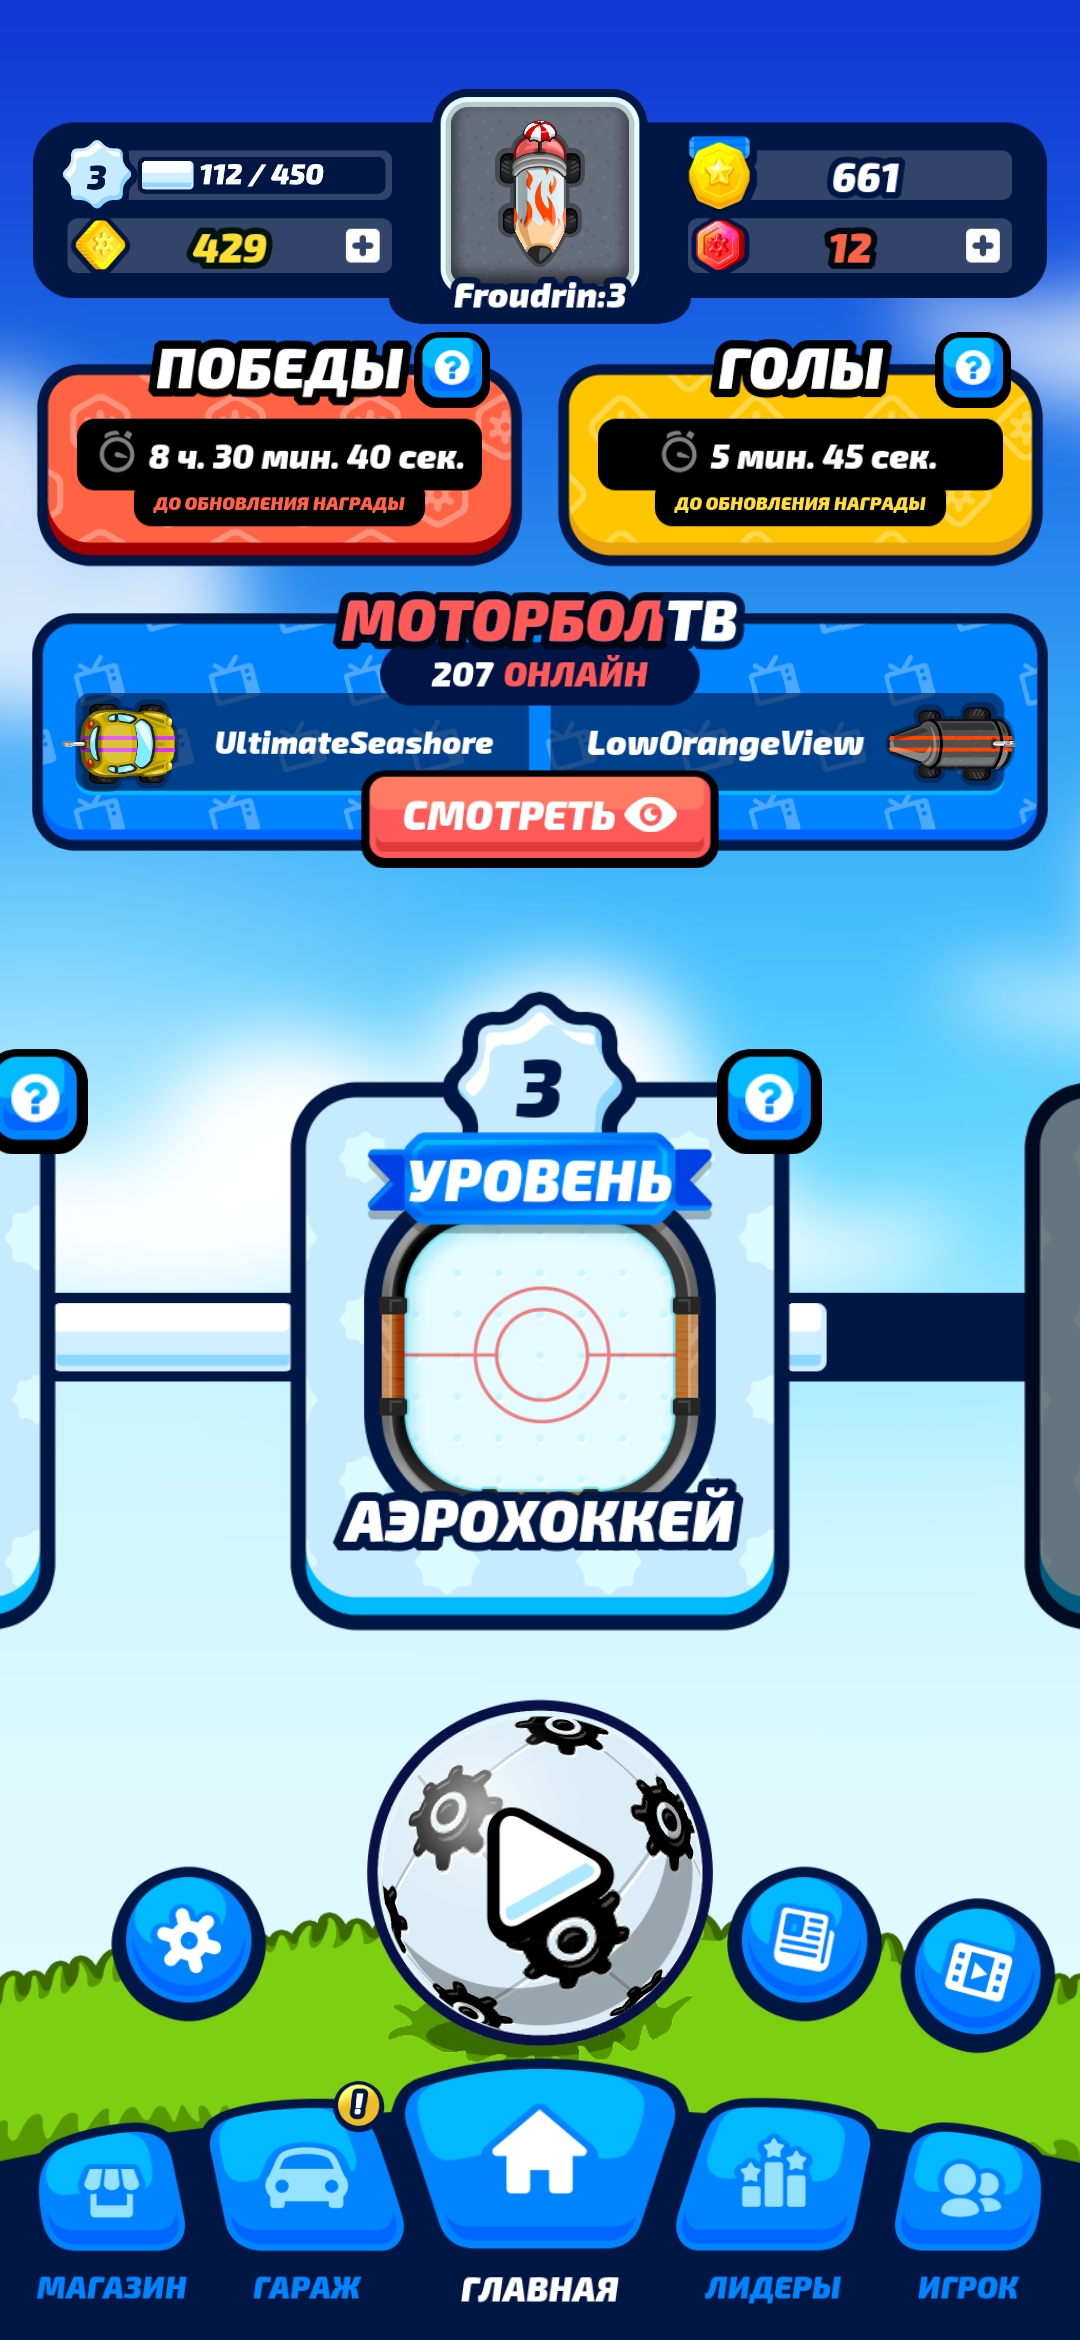 3
112 / 450
661
429
12
Froudrin:3
ПОБЕДЫ
ГОЛЫ
8 ч. 30 мин. 40 сек.
5 мин. 45 сек.
ДО ОБНОВЛЕНИЯ НАГРАДЫ
ДО ОБНОВЛЕНИЯ НАГРАДЫ
МОТОРБОЛТВ
207 ОНЛАЙН
UltimateSeashore
LowOrangeView
СМОТРЕТЬ
3
УРОВЕНЬ
АЭРОХОККЕЙ
МАГАЗИН
ГАРАЖ
ГЛАВНАЯ
ЛИДЕРЫ
ИГРОК